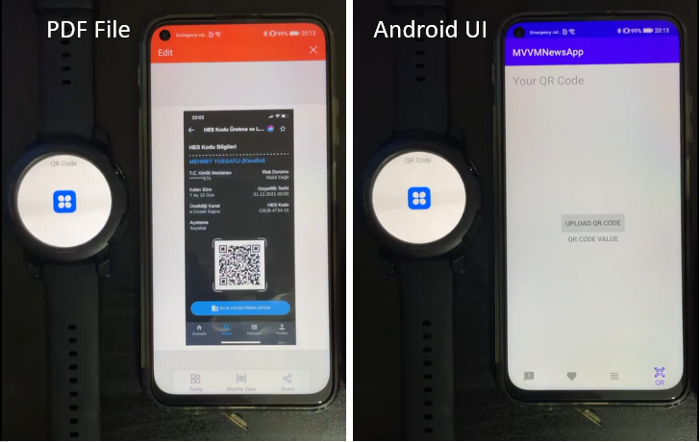 PDF File
Emergency cal...
99%
20:13
Edit
QR Code
22:02
HES Kodu Üretme ve L...
HES Kodu Bilgileri
MEHMET YOZGATLI (Kendisi)
T.C. Kimlik Numarası
Risk Durumu
Riskli Değil
Kalan Süre
Geçerlilik Tarihi
7 Ay 10 Gün
31.12.2021 00:00
Üretildiği Kanal
HES Kodu
e-Devlet Kapısı
Açıklama
Seyahat
Tools
Mobile View
Share
Android UI
Emergency cal...
99%
20:13
MVVMNewsApp
Your QR Code
QR Code
UPLOAD QR CODE
QR CODE VALUE
QR